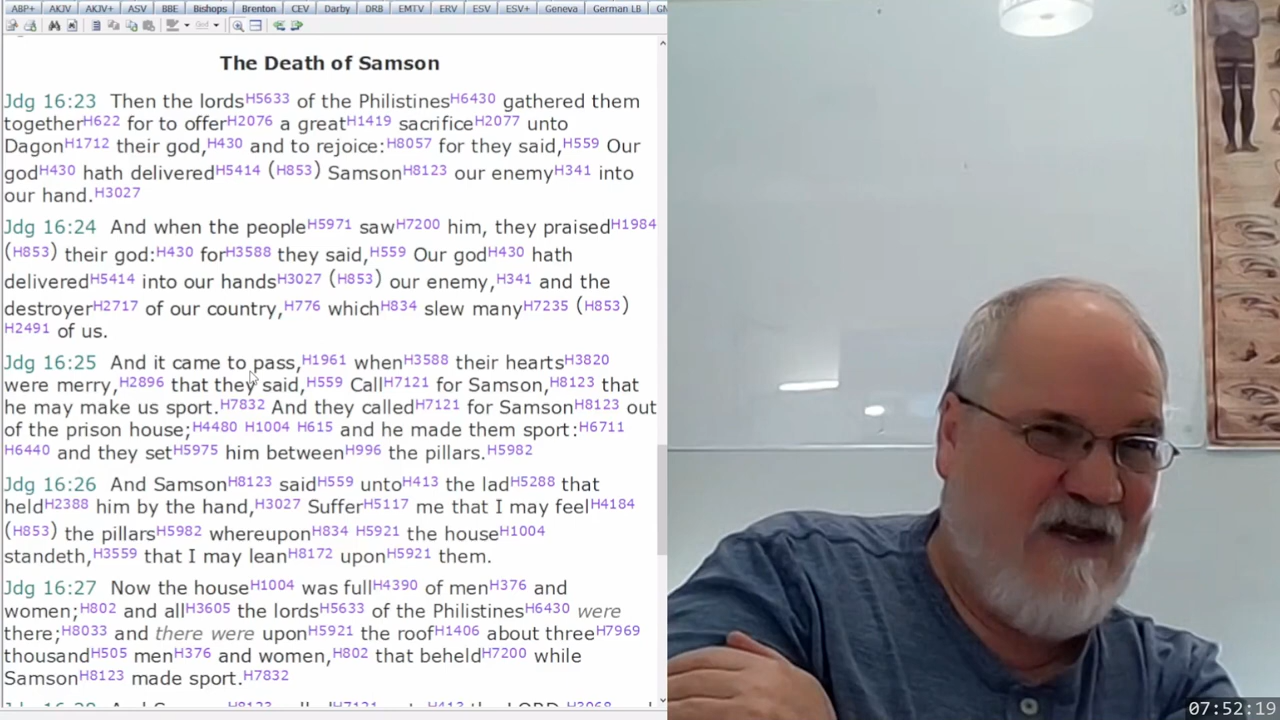 ABP+ AKJV AKJV+ ASV BBE Bishops Brenton CEV Darby DRB EMTV ERV ESV ESV+ Geneva German LB
The Death of Samson
Jdg 16:23 Then the lordsH5633 of the PhilistinesH6430 gathered them
togetherH622 for to offerH2076 a greatH1419 sacrificeH2077 unto
DagonH1712 their god,H430 and to rejoice:H8057 for they said,H559 Our
godH430 hath deliveredH5414 (H853) SamsonH8123 our enemyH341 into
our hand.H3027
Jdg 16:24 And when the peopleH5971 sawH7200 him, they praisedH1984
(H853) their god:H430 forH3588 they said,H559 Our godH430 hath
deliveredH5414 into our handsH3027 (H853) our enemy,H341 and the
destroyerH2717 of our country,H776 whichH834 slew manyH7235 (H853)
H2491 of us.
Jdg 16:25 And it came to pass,H1961 whenH3588 their heartsH3820
were merry,H2896 that they said,H559 CallH7121 for Samson,H8123 that
he may make us sport.H7832 And they calledH7121 for SamsonH8123 out
of the prison house;H4480 H1004 H615 and he made them sport:H6711
H6440 and they setH5975 him betweenH996 the pillars.H5982
Jdg 16:26 And SamsonH8123 saidH559 untoH413 the ladH5288 that
heldH2388 him by the hand,H3027 SufferH5117 me that I may feelH4184
(H853) the pillarsH5982 whereuponH834 H5921 the houseH1004
standeth,H3559 that I may leanH8172 uponH5921 them.
Jdg 16:27 Now the houseH1004 was fullH4390 of menH376 and
women;H802 and allH3605 the lordsH5633 of the PhilistinesH6430 were
there;H8033 and there were uponH5921 the roofH1406 about threeH7969
thousandH505 menH376 and women,H802 that beheldH7200 while
SamsonH8123 made sport.H7832
07:52:19